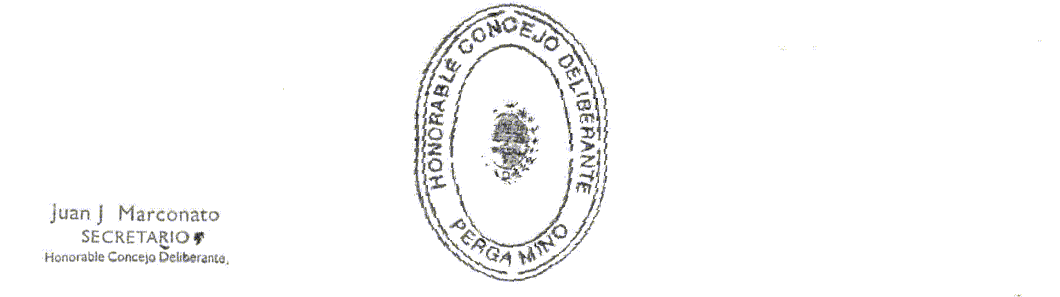 HONORABLE CONCEJO DELIBERANTE
PERGAMINO
Juan J Marconato
SECRETARIO
Honorable Concejo Deliberante,